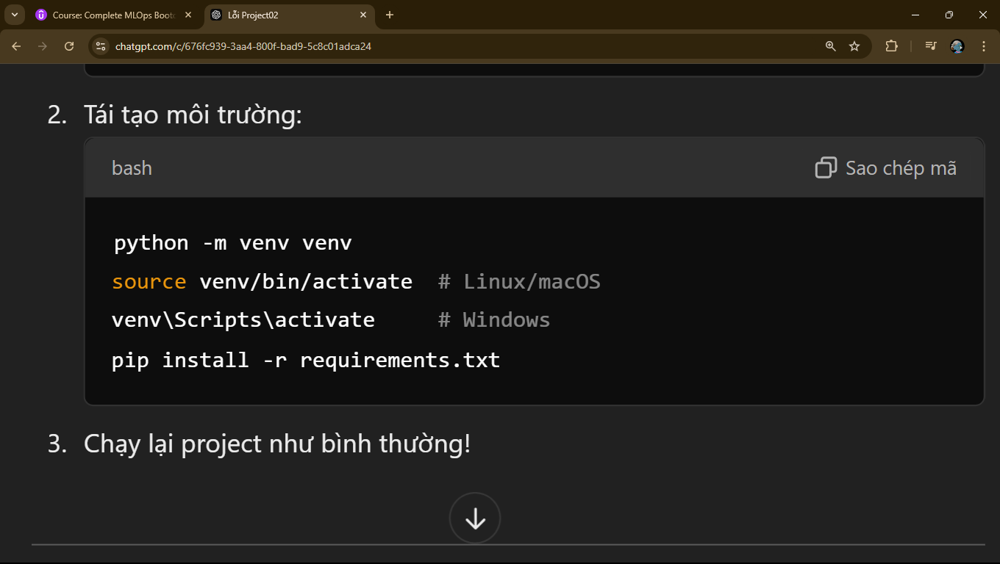 Course: Complete MLOps Bootc
Lỗi Project02
chatgpt.com/c/676fc939-3aa4-800f-bad9-5c8c01adca24
2. Tái tạo môi trường:
bash
Sao chép mã
python -m venv venv
source venv/bin/activate  # Linux/macOS
venv\Scripts\activate     # Windows
pip install -r requirements.txt
3. Chạy lại project như bình thường!